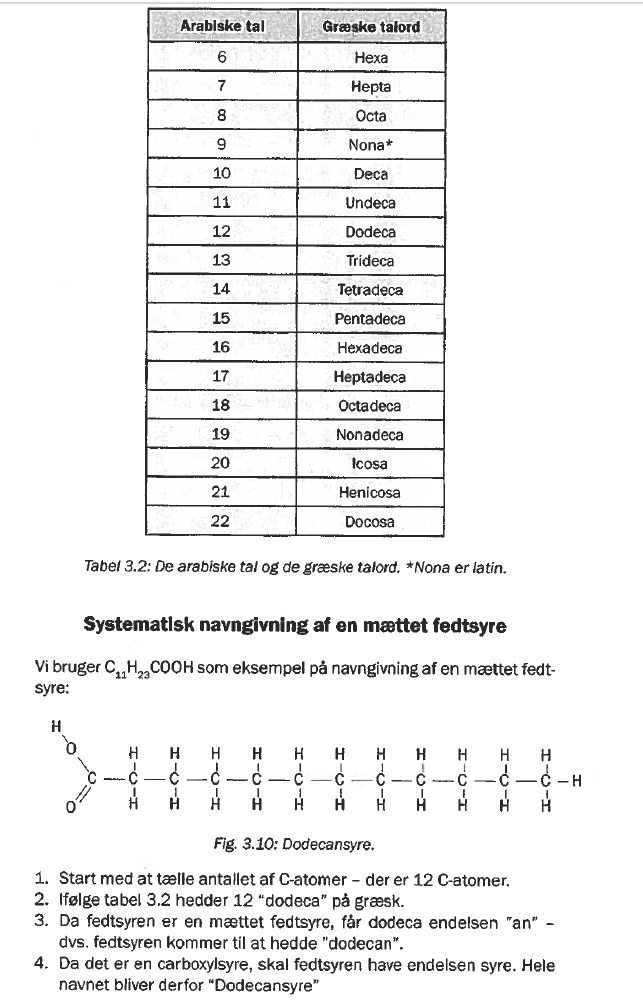 Arabiske tal Græske talord
6 Hexa
7 Hepta
8 Octa
9 Nona*
10 Deca
11 Undeca
12 Dodeca
13 Trideca
14 Tetradeca
15 Pentadeca
16 Hexadeca
17 Heptadeca
18 Octadeca
19 Nonadeca
20 Icosa
21 Henicosa
22 Docosa
Tabel 3.2: De arabiske tal og de græske talord. *Nona er latin.
Systematisk navngivning af en mættet fedtsyre
Vi bruger C₁₁H₂₃COOH som eksempel på navngivning af en mættet fedt-
syre:
H
O H H H H H H H H H H H
C — C — C — C — C — C — C — C — C — C — C — C – H
O H H H H H H H H H H H
Fig. 3.10: Dodecansyre.
1. Start med at tælle antallet af C-atomer – der er 12 C-atomer.
2. Ifølge tabel 3.2 hedder 12 "dodeca" på græsk.
3. Da fedtsyren er en mættet fedtsyre, får dodeca endelsen "an" –
dvs. fedtsyren kommer til at hedde "dodecan".
4. Da det er en carboxylsyre, skal fedtsyren have endelsen syre. Hele
navnet bliver derfor "Dodecansyre"